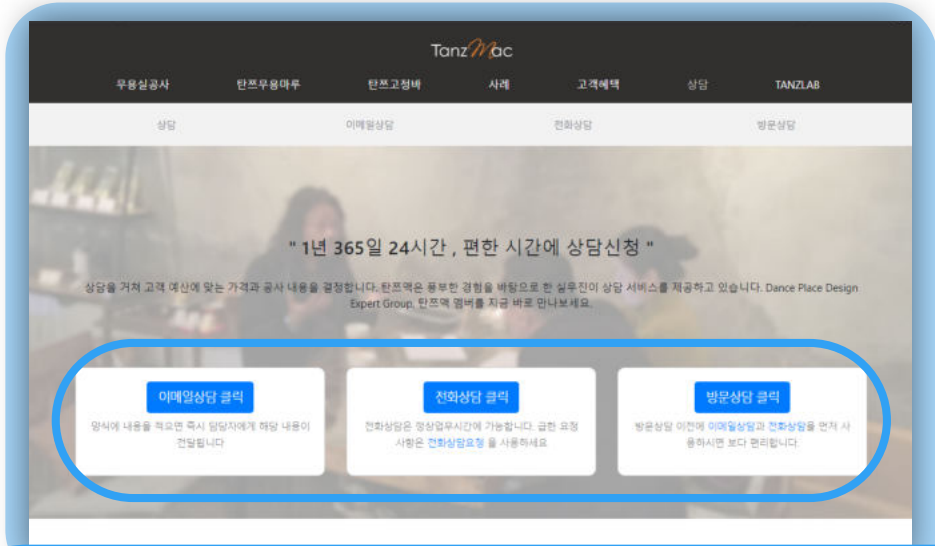 TanzMac
무용실공사 탄쯔무용마루 탄쯔고정바 사례 고객혜택 상담 TANZLAB
상담 이메일상담 전화상담 방문상담
" 1년 365일 24시간 , 편한 시간에 상담신청 "
상담을 거쳐 고객 예산에 맞는 가격과 공사 내용을 결정합니다. 탄쯔맥은 풍부한 경험을 바탕으로 한 실무진이 상담 서비스를 제공하고 있습니다. Dance Place Design
Expert Group, 탄쯔맥 멤버를 지금 바로 만나보세요.
이메일상담 클릭
양식에 내용을 적으면 즉시 담당자에게 해당 내용이
전달됩니다
전화상담 클릭
전화상담은 정상업무시간에 가능합니다. 급한 요청
사항은 전화상담요청 을 사용하세요
방문상담 클릭
방문상담 이전에 이메일상담과 전화상담을 먼저 사
용하시면 보다 편리합니다.